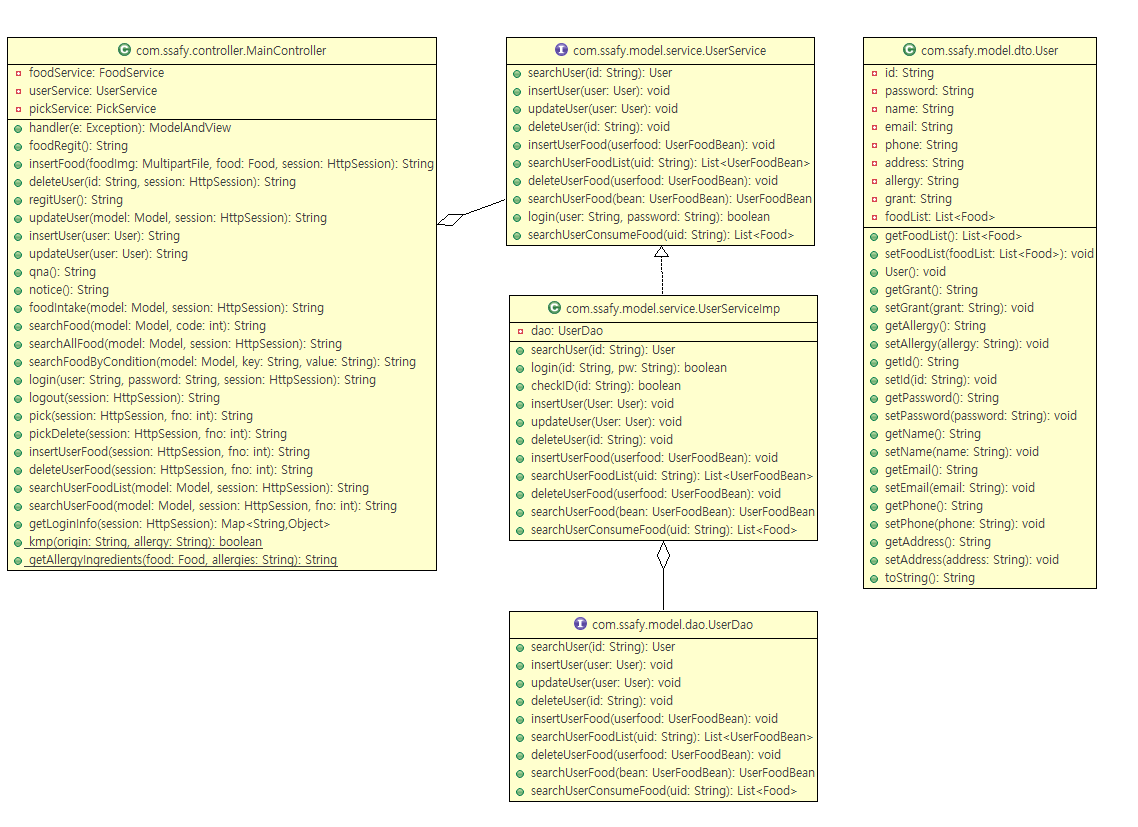 com.ssafy.controller.MainController
foodService: FoodService
userService: UserService
pickService: PickService
handler(e: Exception): ModelAndView
foodRegit(): String
insertFood(foodImg: MultipartFile, food: Food, session: HttpSession): String
deleteUser(id: String, session: HttpSession): String
regitUser(): String
updateUser(model: Model, session: HttpSession): String
insertUser(user: User): String
updateUser(user: User): String
qna(): String
notice(): String
foodIntake(model: Model, session: HttpSession): String
searchFood(model: Model, code: int): String
searchAllFood(model: Model, session: HttpSession): String
searchFoodByCondition(model: Model, key: String, value: String): String
login(user: String, password: String, session: HttpSession): String
logout(session: HttpSession): String
pick(session: HttpSession, fno: int): String
pickDelete(session: HttpSession, fno: int): String
insertUserFood(session: HttpSession, fno: int): String
deleteUserFood(session: HttpSession, fno: int): String
searchUserFoodList(model: Model, session: HttpSession): String
searchUserFood(model: Model, session: HttpSession, fno: int): String
getLoginInfo(session: HttpSession): Map<String,Object>
kmp(origin: String, allergy: String): boolean
getAllergyIngredients(food: Food, allergies: String): String
com.ssafy.model.service.UserService
searchUser(id: String): User
insertUser(user: User): void
updateUser(user: User): void
deleteUser(id: String): void
insertUserFood(userfood: UserFoodBean): void
searchUserFoodList(uid: String): List<UserFoodBean>
deleteUserFood(userfood: UserFoodBean): void
searchUserFood(bean: UserFoodBean): UserFoodBean
login(user: String, password: String): boolean
searchUserConsumeFood(uid: String): List<Food>
com.ssafy.model.service.UserServiceImp
dao: UserDao
searchUser(id: String): User
login(id: String, pw: String): boolean
checkID(id: String): boolean
insertUser(User: User): void
updateUser(User: User): void
deleteUser(id: String): void
insertUserFood(userfood: UserFoodBean): void
searchUserFoodList(uid: String): List<UserFoodBean>
deleteUserFood(userfood: UserFoodBean): void
searchUserFood(bean: UserFoodBean): UserFoodBean
searchUserConsumeFood(uid: String): List<Food>
com.ssafy.model.dao.UserDao
searchUser(id: String): User
insertUser(user: User): void
updateUser(user: User): void
deleteUser(id: String): void
insertUserFood(userfood: UserFoodBean): void
searchUserFoodList(uid: String): List<UserFoodBean>
deleteUserFood(userfood: UserFoodBean): void
searchUserFood(bean: UserFoodBean): UserFoodBean
searchUserConsumeFood(uid: String): List<Food>
com.ssafy.model.dto.User
id: String
password: String
name: String
email: String
phone: String
address: String
allergy: String
grant: String
foodList: List<Food>
getFoodList(): List<Food>
setFoodList(foodList: List<Food>): void
User(): void
getGrant(): String
setGrant(grant: String): void
getAllergy(): String
setAllergy(allergy: String): void
getId(): String
setId(id: String): void
getPassword(): String
setPassword(password: String): void
getName(): String
setName(name: String): void
getEmail(): String
setEmail(email: String): void
getPhone(): String
setPhone(phone: String): void
getAddress(): String
setAddress(address: String): void
toString(): String